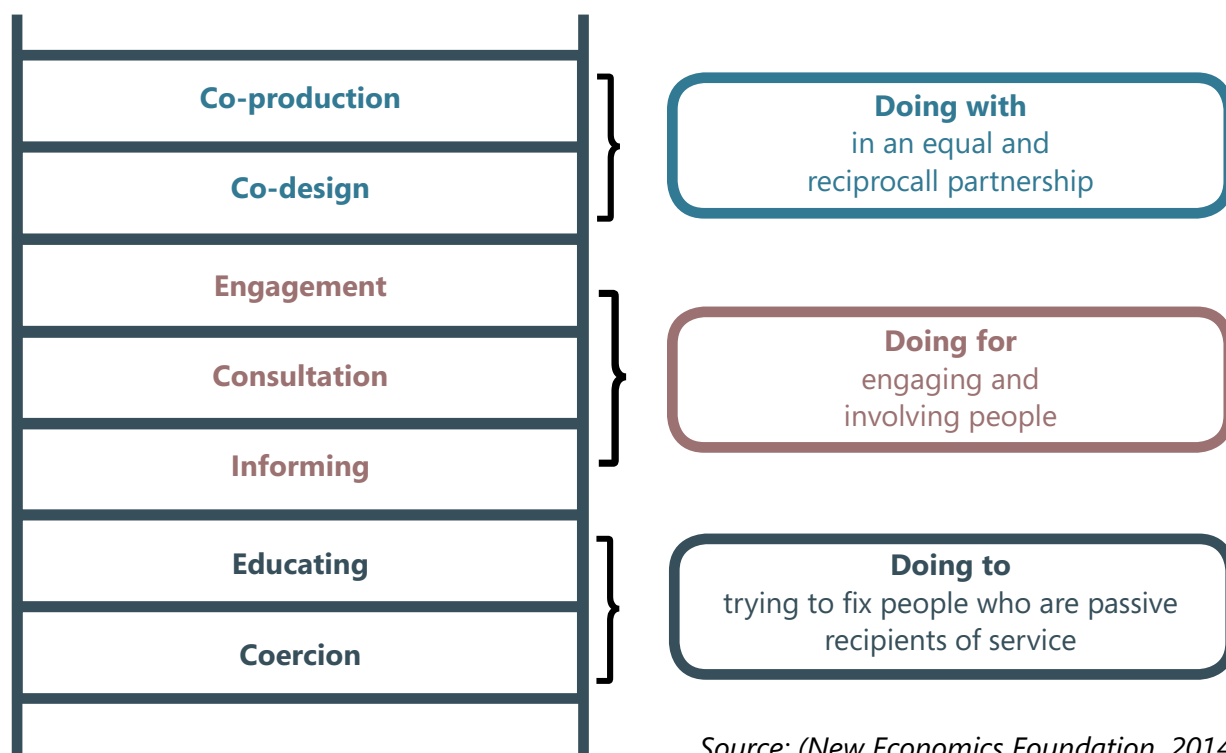 Co-production
Co-design
Engagement
Consultation
Informing
Educating
Coercion
Doing with
in an equal and
reciprocall partnership
Doing for
engaging and
involving people
Doing to
trying to fix people who are passive
recipients of service
Source: (New Economics Foundation, 2014